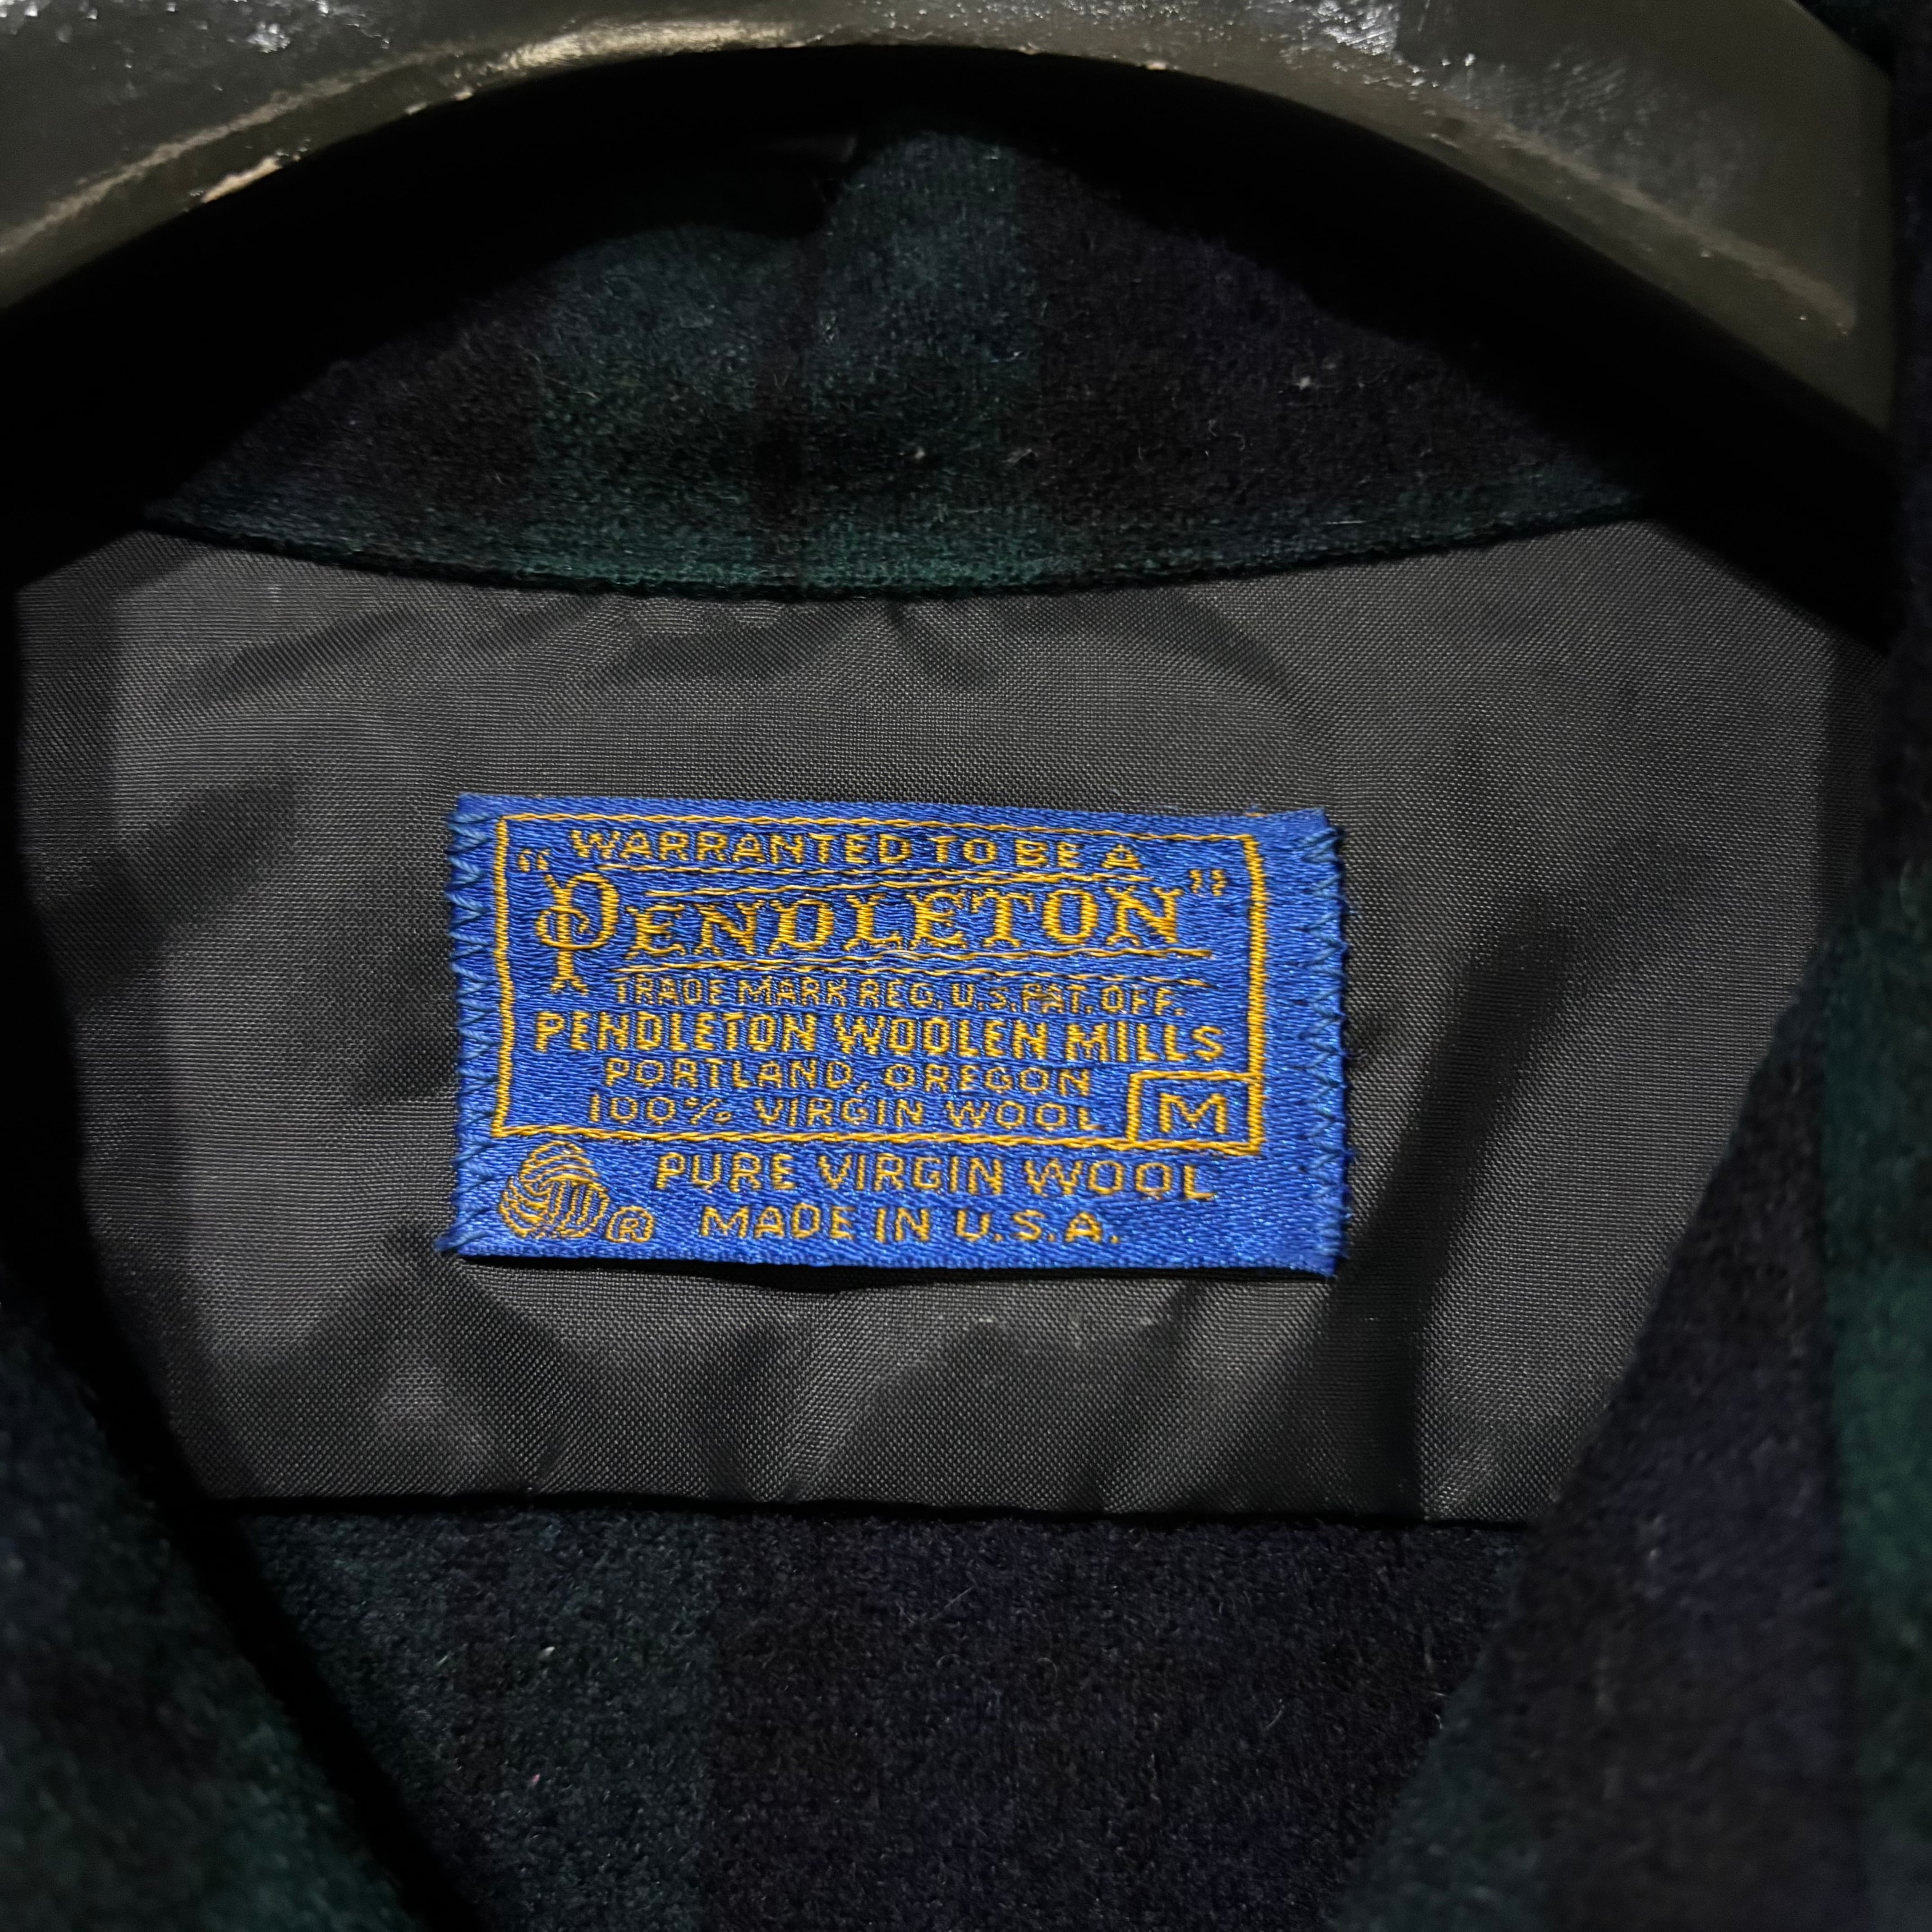 WARRANTED TO BE A
"PENDLETON"
TRADE MARK REG. U.S. PAT. OFF.
PENDLETON WOOLEN MILLS
PORTLAND, OREGON
100% VIRGIN WOOL M
PURE VIRGIN WOOL
® MADE IN U.S.A.